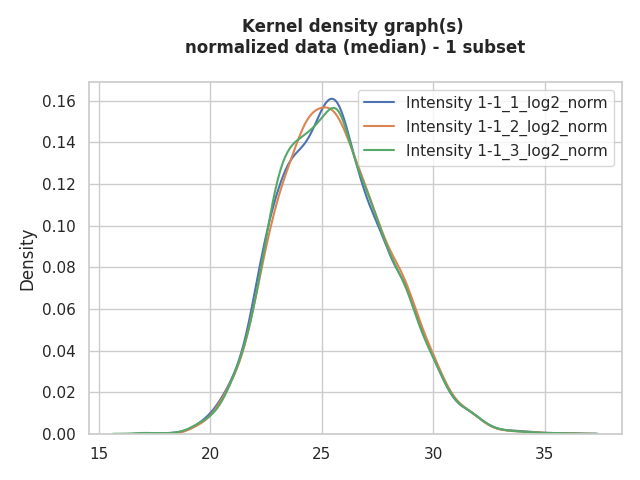 Kernel density graph(s)
normalized data (median) - 1 subset
Intensity 1-1_1_log2_norm
Intensity 1-1_2_log2_norm
Intensity 1-1_3_log2_norm
Density
0.16
0.14
0.12
0.10
0.08
0.06
0.04
0.02
0.00
15 20 25 30 35